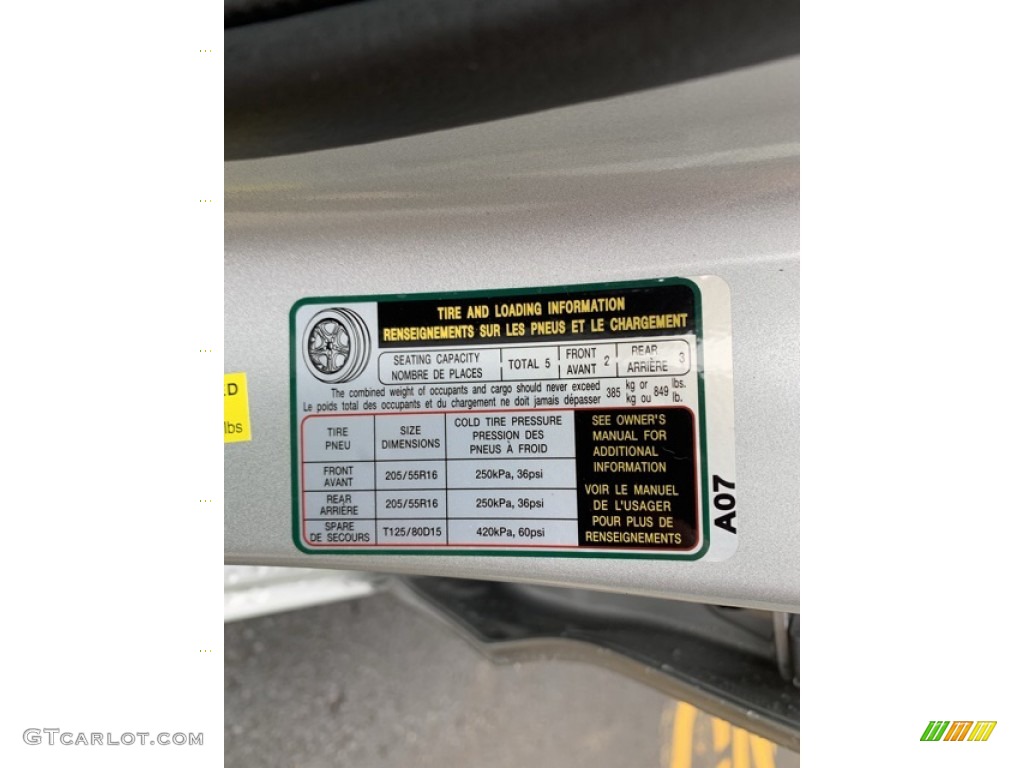 TIRE AND LOADING INFORMATION
RENSEIGNEMENTS SUR LES PNEUS ET LE CHARGEMENT
SEATING CAPACITY
NOMBRE DE PLACES
TOTAL 5
FRONT
AVANT
2
REAR
ARRIÈRE
3
The combined weight of occupants and cargo should never exceed 385 kg or 849 lbs.
Le poids total des occupants et du chargement ne doit jamais dépasser kg ou lb.
TIRE
PNEU
SIZE
DIMENSIONS
COLD TIRE PRESSURE
PRESSION DES
PNEUS À FROID
FRONT
AVANT
205/55R16
250kPa, 36psi
REAR
ARRIÈRE
205/55R16
250kPa, 36psi
SPARE
DE SECOURS
T125/80D15
420kPa, 60psi
SEE OWNER'S
MANUAL FOR
ADDITIONAL
INFORMATION
VOIR LE MANUEL
DE L'USAGER
POUR PLUS DE
RENSEIGNEMENTS
A07
D
lbs
GTCARLOT.COM